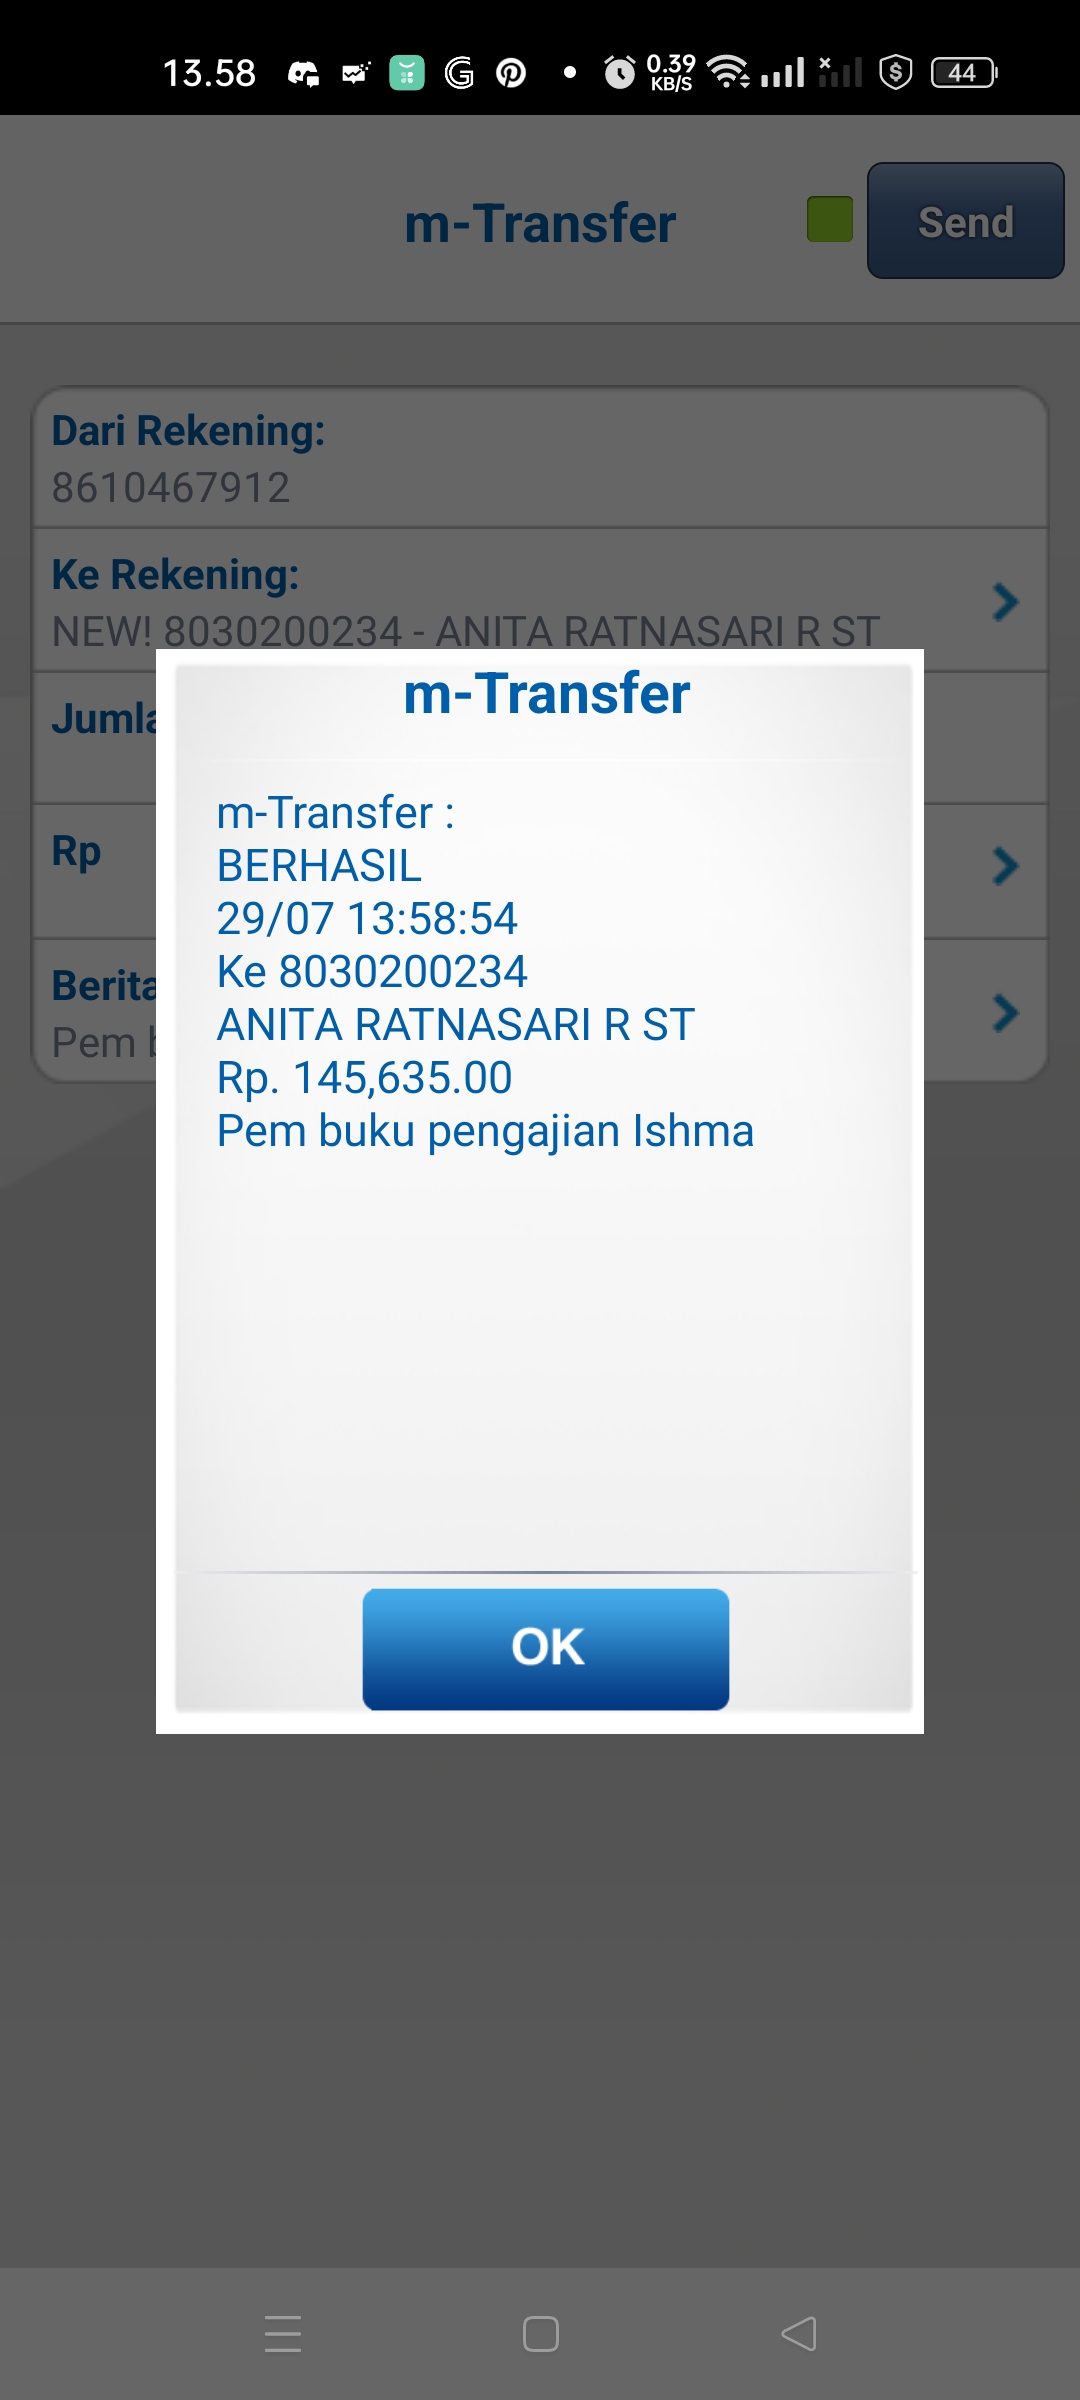 13.58
0.39
KB/S
44
m-Transfer
Send
Dari Rekening:
8610467912
Ke Rekening:
NEW! 8030200234 - ANITA RATNASARI R ST
Rp
Pem
m-Transfer
m-Transfer :
BERHASIL
29/07 13:58:54
Ke 8030200234
ANITA RATNASARI R ST
Rp. 145,635.00
Pem buku pengajian Ishma
OK